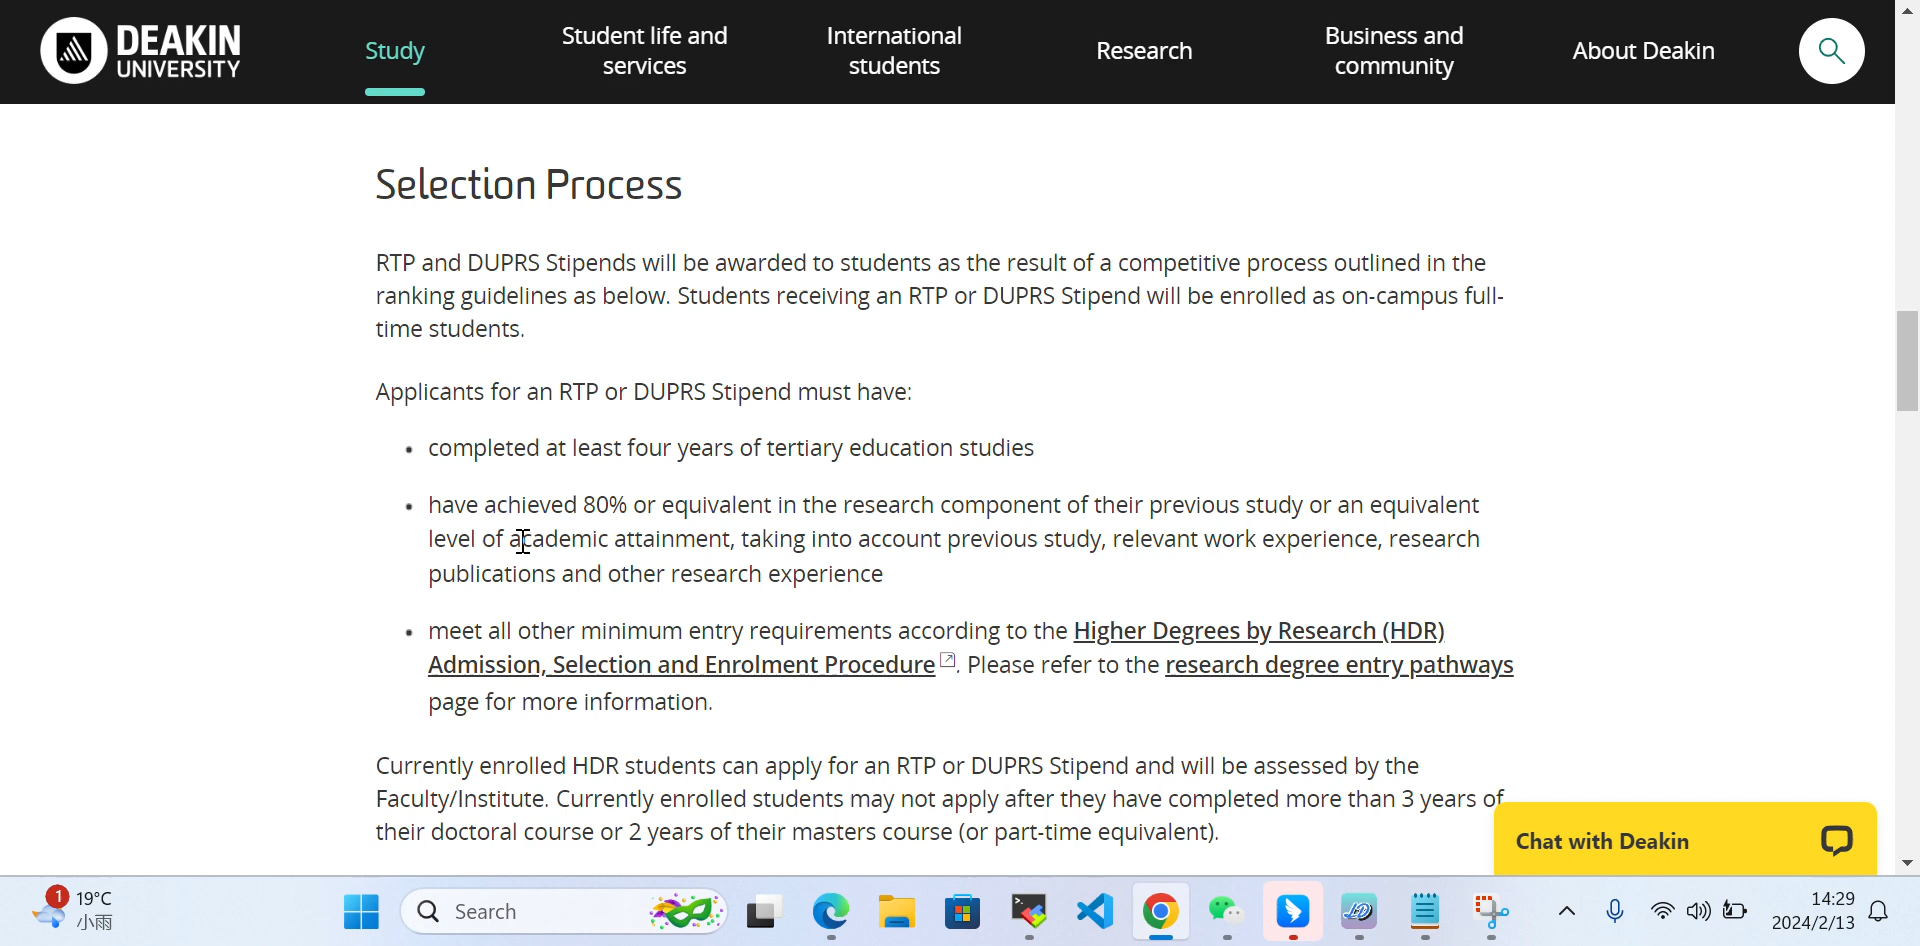 DEAKIN
UNIVERSITY
Study
Student life and
services
International
students
Research
Business and
community
About Deakin
Selection Process
RTP and DUPRS Stipends will be awarded to students as the result of a competitive process outlined in the
ranking guidelines as below. Students receiving an RTP or DUPRS Stipend will be enrolled as on-campus full-
time students.
Applicants for an RTP or DUPRS Stipend must have:
• completed at least four years of tertiary education studies
• have achieved 80% or equivalent in the research component of their previous study or an equivalent
level of academic attainment, taking into account previous study, relevant work experience, research
publications and other research experience
• meet all other minimum entry requirements according to the Higher Degrees by Research (HDR)
Admission, Selection and Enrolment Procedure. Please refer to the research degree entry pathways
page for more information.
Currently enrolled HDR students can apply for an RTP or DUPRS Stipend and will be assessed by the
Faculty/Institute. Currently enrolled students may not apply after they have completed more than 3 years of
their doctoral course or 2 years of their masters course (or part-time equivalent).
Chat with Deakin
1
19°C
小雨
Search
14:29
2024/2/13